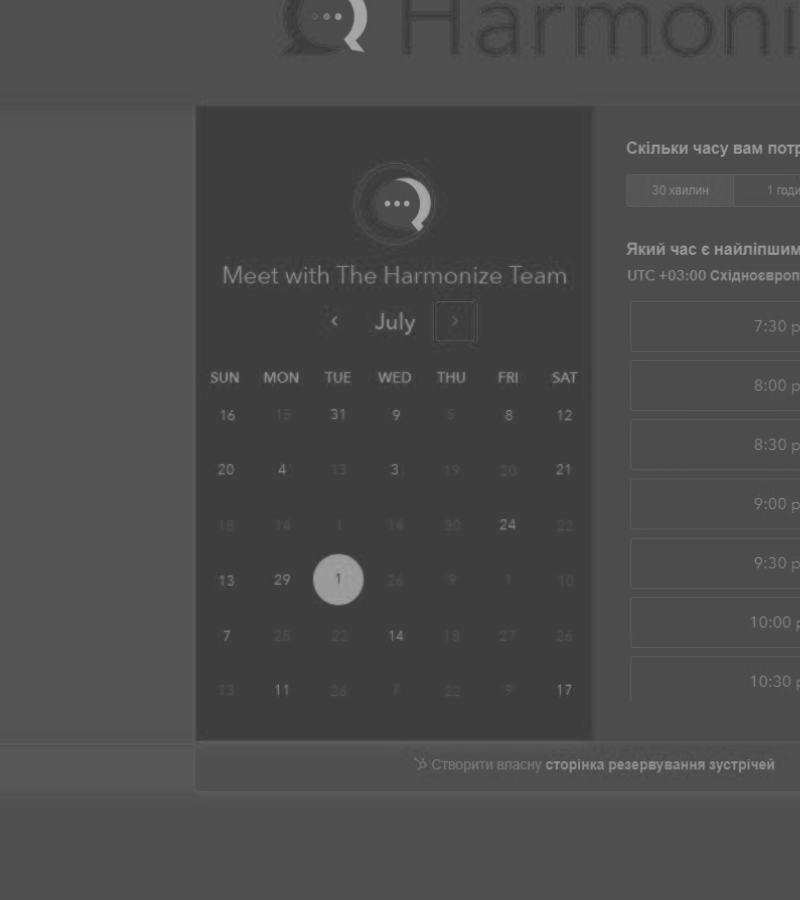 Harmoni
Meet with The Harmonize Team
July
SUN MON TUE WED THU FRI SAT
16 15 31 9 5 8 12
20 4 13 3 19 20 21
18 14 1 14 30 24 22
13 29 1 26 9 1 10
7 28 22 14 18 27 26
13 11 26 7 22 9 17
Скільки часу вам потр
30 хвилин 1 годи
Який час є найліпшим
UTC +03:00 Східноєвроп
7:30 р
8:00 р
8:30 р
9:00 р
9:30 р
10:00 р
10:30 р
Створити власну сторінка резервування зустрічей